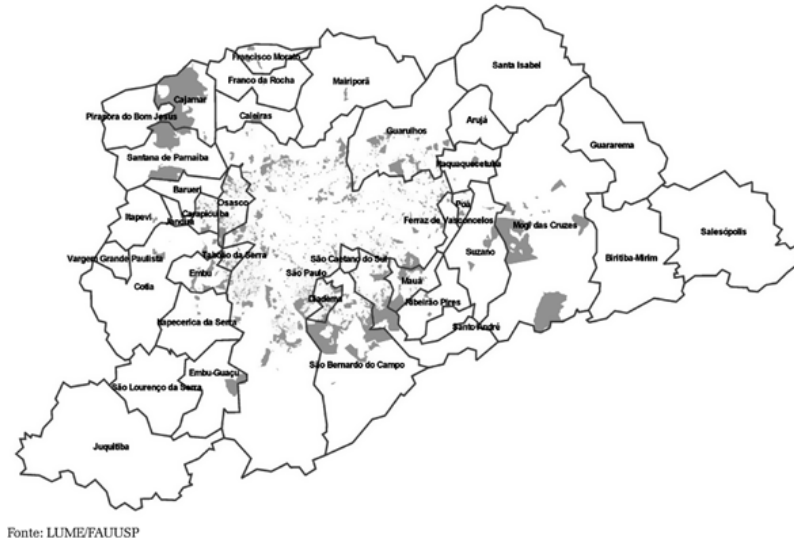 Francisco Morato
Franco da Rocha
Mairiporã
Santa Isabel
Cajamar
Pirapora do Bom Jesus
Caieiras
Guarulhos
Arujá
Santana de Parnaíba
Itaquaquecetuba
Guararema
Barueri
Osasco
Carapicuíba
Itapevi
Jandira
Poá
Ferraz de Vasconcelos
Mogi das Cruzes
Salesópolis
Vargem Grande Paulista
Taboão da Serra
São Caetano do Sul
Suzano
Biritiba-Mirim
Cotia
Embu
São Paulo
Mauá
Diadema
Ribeirão Pires
Itapecerica da Serra
Santo André
Embu-Guaçu
São Bernardo do Campo
São Lourenço da Serra
Juquitiba
Fonte: LUME/FAUUSP